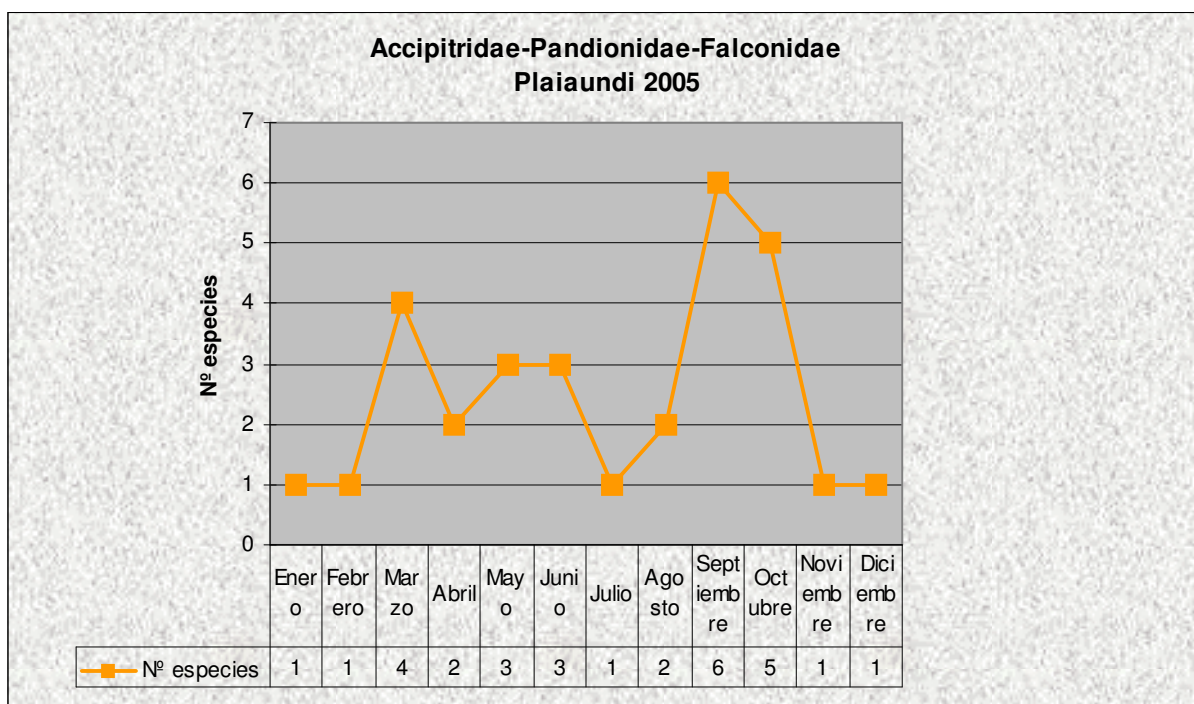 Accipitridae-Pandionidae-Falconidae
Plaiaundi 2005
7
6
5
4
3
2
1
0
Nº especies
Ener
o
Febr
ero
Mar
zo
Abril
May
o
Juni
o
Julio
Ago
sto
Sept
iemb
re
Oct
ubre
Novi
emb
re
Dici
emb
re
Nº especies 1 1 4 2 3 3 1 2 6 5 1 1